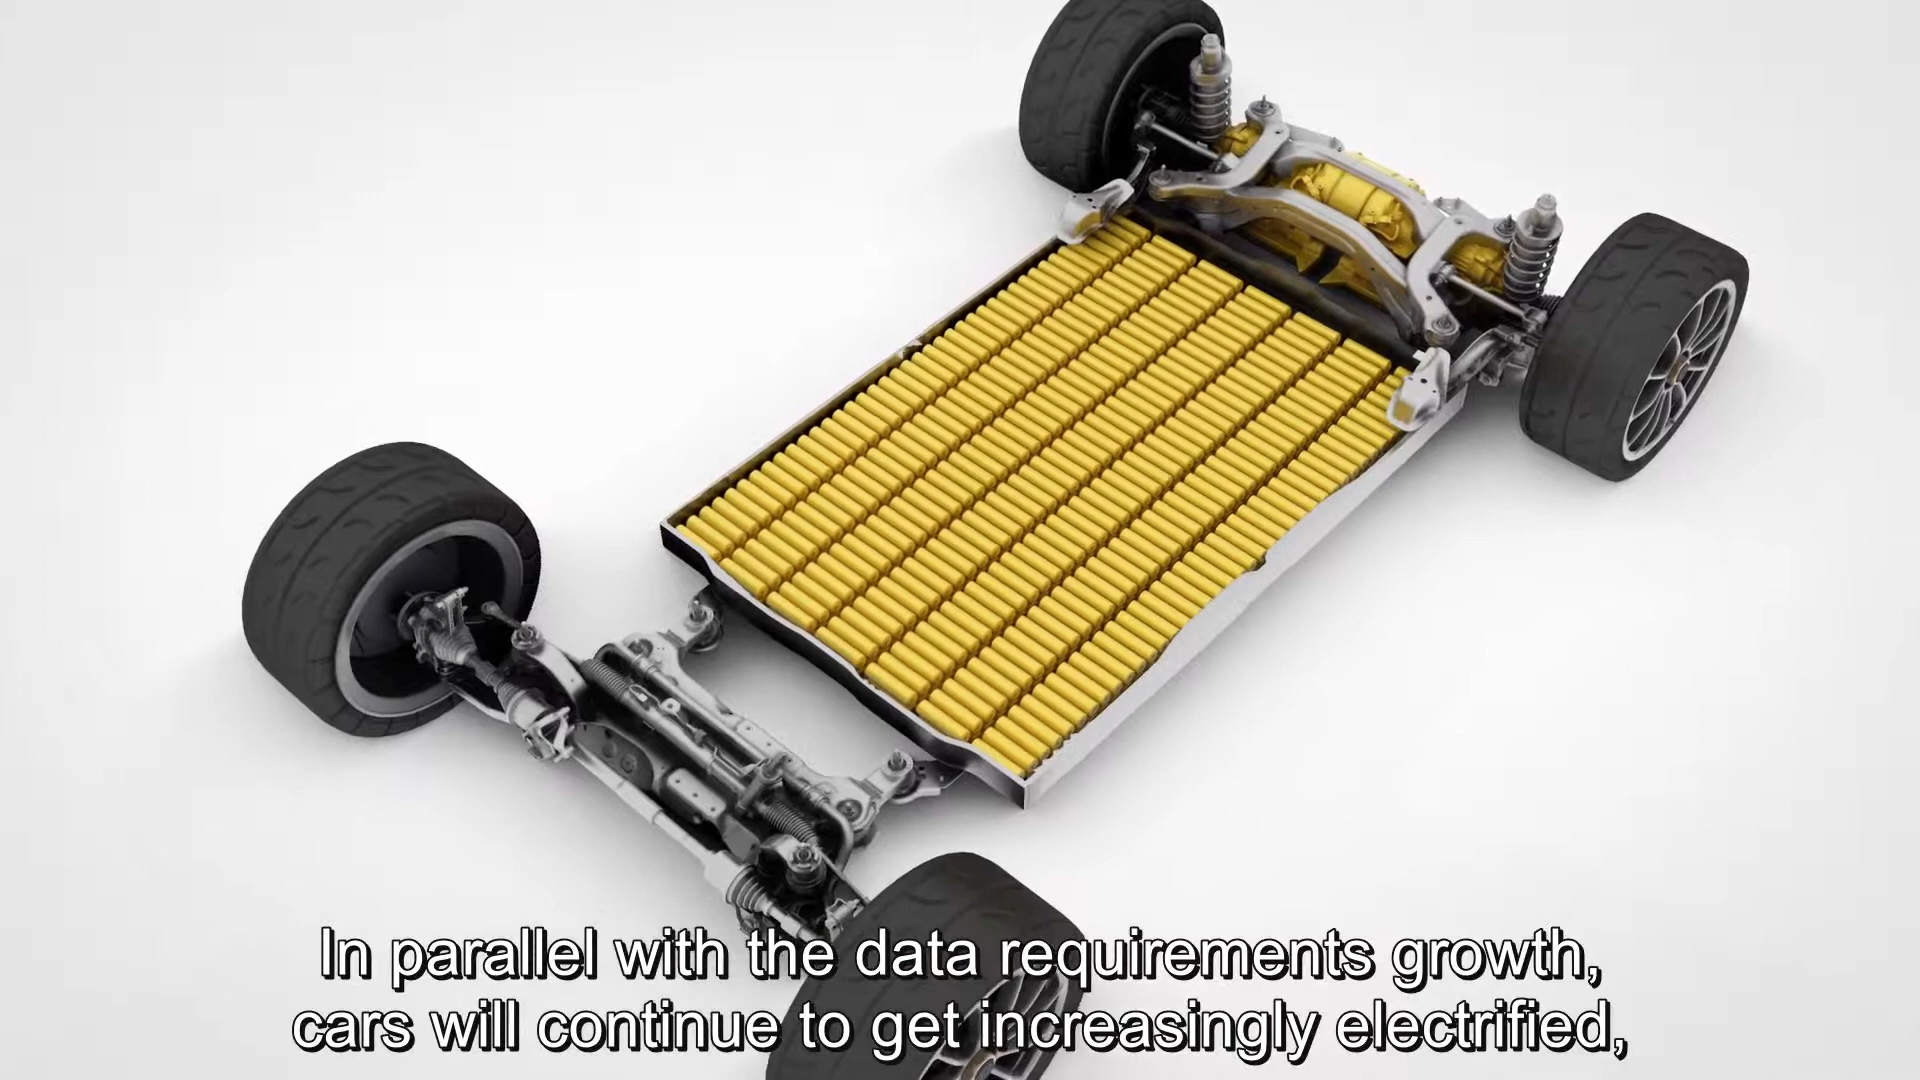 In parallel with the data requirements growth,
cars will continue to get increasingly electrified,